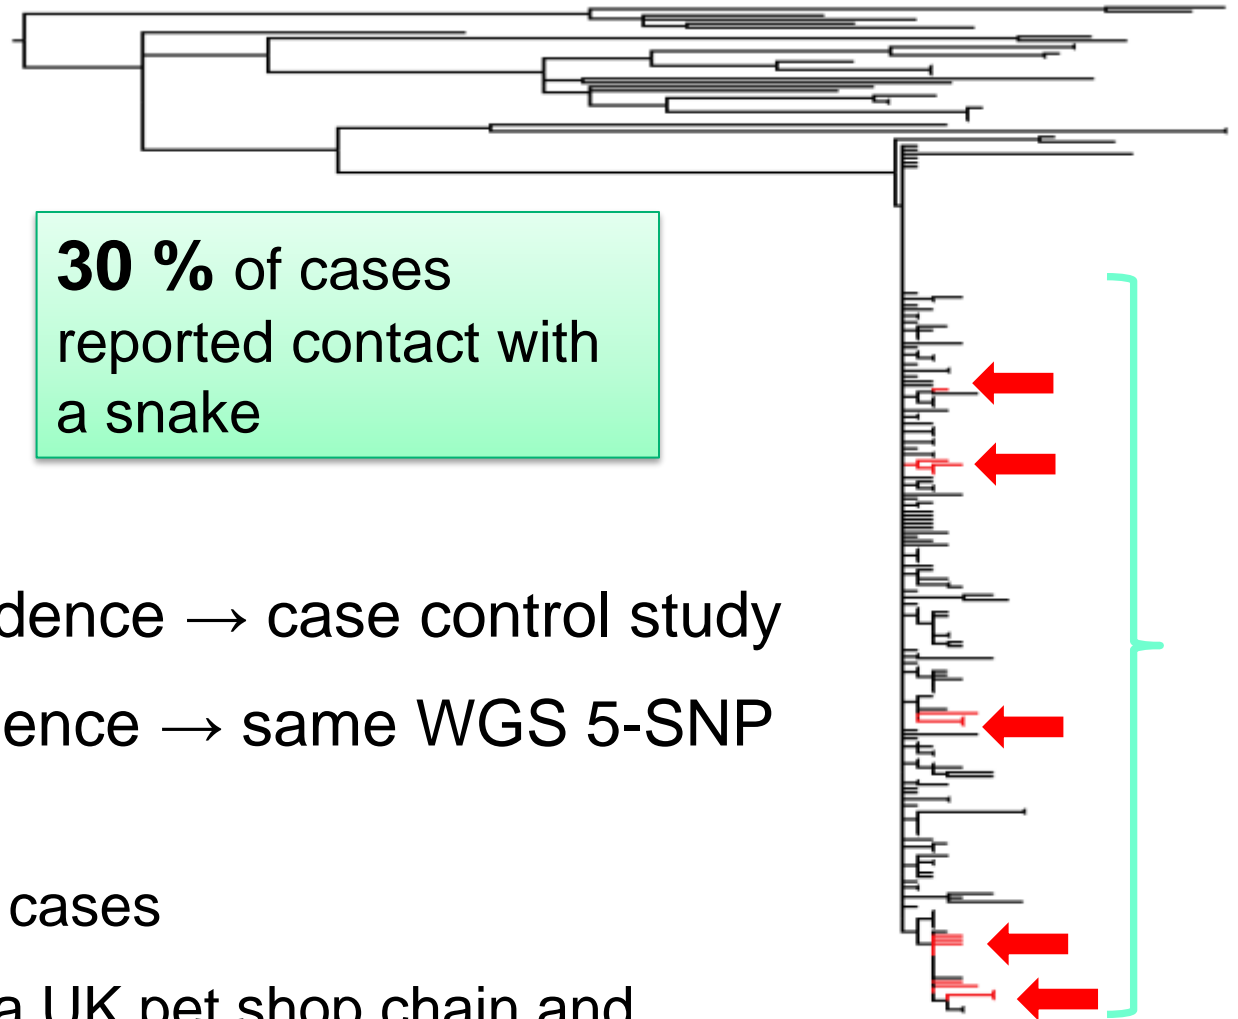 30 % of cases
reported contact with
a snake
dence → case control study
ence → same WGS 5-SNP
cases
a UK pet shop chain and